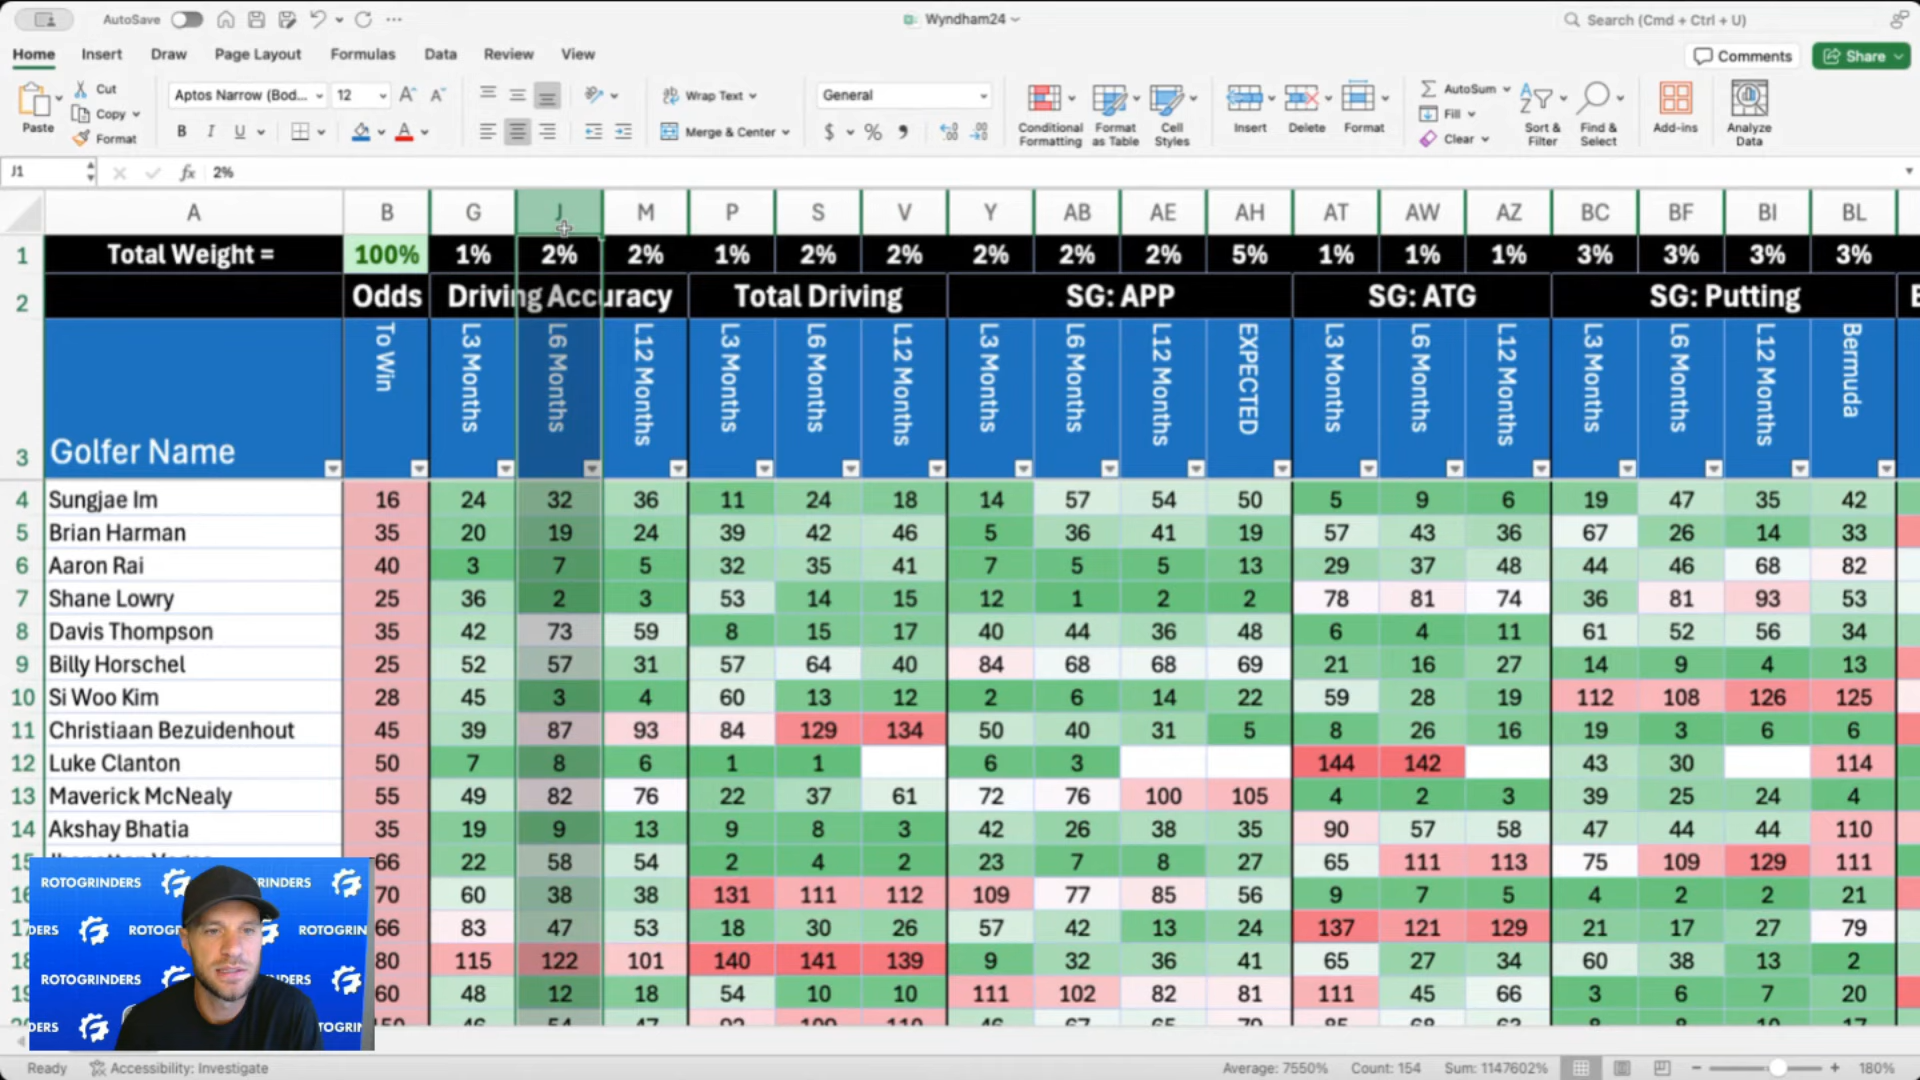 AutoSave
Wyndham24
Search (Cmd + Ctrl + U)
Home Insert Draw Page Layout Formulas Data Review View
Comments Share
Paste Cut Copy Format
Aptos Narrow (Bod... 12
Wrap Text
Merge & Center
General
Conditional Formatting
Format as Table
Cell Styles
Insert Delete Format
AutoSum
Fill
Clear
Sort & Filter
Find & Select
Add-ins
Analyze Data
J1 fx 2%
A B G J M P S V Y AB AE AH AT AW AZ BC BF BI BL
1 Total Weight = 100% 1% 2% 2% 1% 2% 2% 2% 2% 2% 5% 1% 1% 1% 3% 3% 3% 3%
2 Odds Driving Accuracy Total Driving SG: APP SG: ATG SG: Putting
3 Golfer Name To Win L3 Months L6 Months L12 Months L3 Months L6 Months L12 Months L3 Months L6 Months L12 Months EXPECTED L3 Months L6 Months L12 Months L3 Months L6 Months L12 Months Bermuda
4 Sungjae Im 16 24 32 36 11 24 18 14 57 54 50 5 9 6 19 47 35 42
5 Brian Harman 35 20 19 24 39 42 46 5 36 41 19 57 43 36 67 26 14 33
6 Aaron Rai 40 3 7 5 32 35 41 7 5 5 13 29 37 48 44 46 68 82
7 Shane Lowry 25 36 2 3 53 14 15 12 1 2 2 78 81 74 36 81 93 53
8 Davis Thompson 35 42 73 59 8 15 17 40 44 36 48 6 4 11 61 52 56 34
9 Billy Horschel 25 52 57 31 57 64 40 84 68 68 69 21 16 27 14 9 4 13
10 Si Woo Kim 28 45 3 4 60 13 12 2 6 14 22 59 28 19 112 108 126 125
11 Christiaan Bezuidenhout 45 39 87 93 84 129 134 50 40 31 5 8 26 16 19 3 6 6
12 Luke Clanton 50 7 8 6 1 1 6 3 144 142 43 30 114
13 Maverick McNealy 55 49 82 76 22 37 61 72 76 100 105 4 2 3 39 25 24 4
14 Akshay Bhatia 35 19 9 13 9 8 3 42 26 38 35 90 57 58 47 44 44 110
15 66 22 58 54 2 4 2 23 7 8 27 65 111 113 75 109 129 111
16 70 60 38 38 131 111 112 109 77 85 56 9 7 5 4 2 2 21
17 66 83 47 53 18 30 26 57 42 13 24 137 121 129 21 17 27 79
18 80 115 122 101 140 141 139 9 32 36 41 65 27 34 60 38 13 2
19 60 48 12 18 54 10 10 111 102 82 81 111 45 66 3 6 7 20
ROTOGRINDERS RINDERS
DERS ROTOG ROTOGRIN
ROTOGRINDERS DERS
DERS TOGRIN
Ready Accessibility: Investigate Average: 7550% Count: 154 Sum: 1147602% 180%